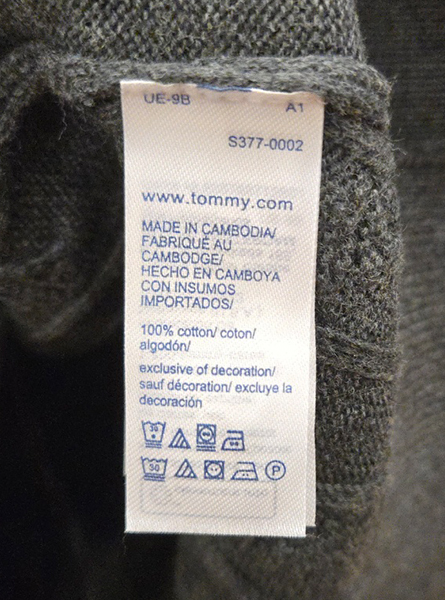 UE-9B A1
S377-0002
www.tommy.com
MADE IN CAMBODIA/
FABRIQUÉ AU
CAMBODGE/
HECHO EN CAMBOYA
CON INSUMOS
IMPORTADOS/
100% cotton/ coton/
algodón/
exclusive of decoration/
sauf décoration/ excluye la
decoración
30
30 P